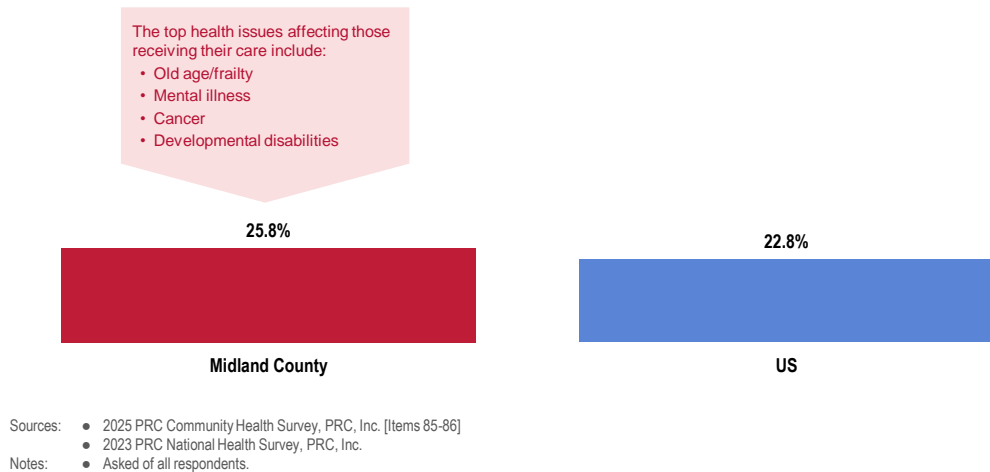 The top health issues affecting those
receiving their care include:
• Old age/frailty
• Mental illness
• Cancer
• Developmental disabilities
25.8%
22.8%
Midland County
US
Sources: ● 2025 PRC Community Health Survey, PRC, Inc. [Items 85-86]
● 2023 PRC National Health Survey, PRC, Inc.
Notes: ● Asked of all respondents.